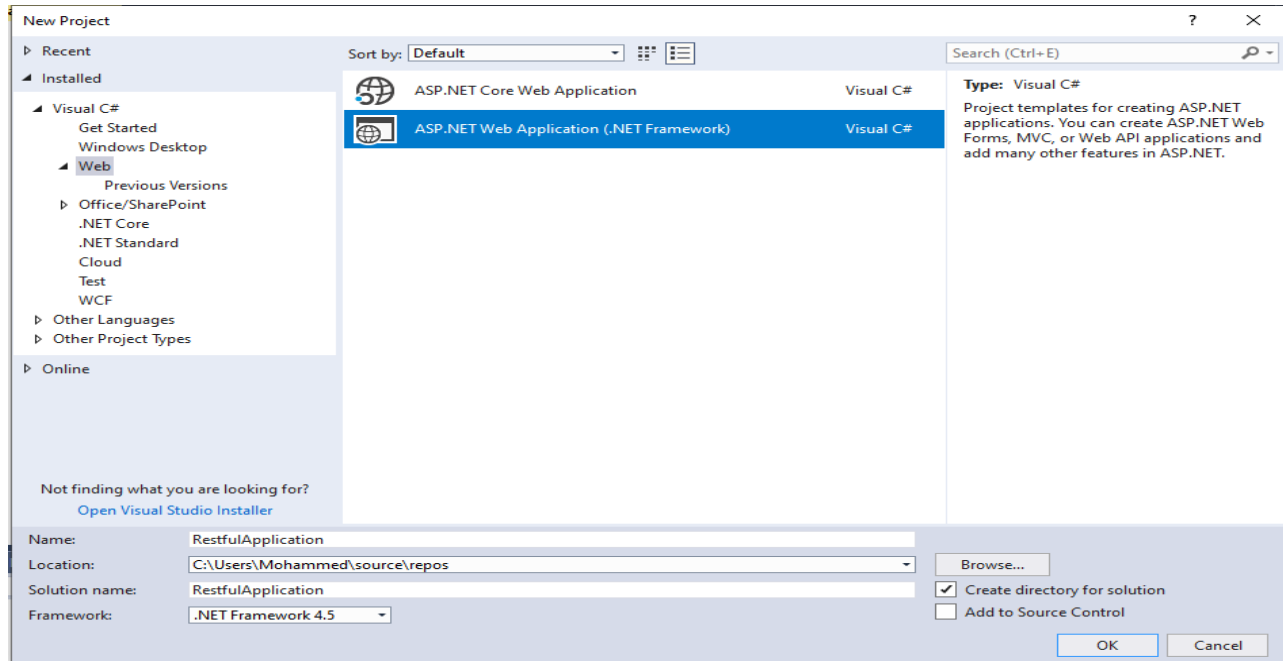 New Project
?
Recent
Installed
Visual C#
Get Started
Windows Desktop
Web
Previous Versions
Office/SharePoint
.NET Core
.NET Standard
Cloud
Test
WCF
Other Languages
Other Project Types
Online
Not finding what you are looking for?
Open Visual Studio Installer
Sort by: Default
ASP.NET Core Web Application Visual C#
ASP.NET Web Application (.NET Framework) Visual C#
Search (Ctrl+E)
Type: Visual C#
Project templates for creating ASP.NET
applications. You can create ASP.NET Web
Forms, MVC, or Web API applications and
add many other features in ASP.NET.
Name: RestfulApplication
Location: C:\Users\Mohammed\source\repos Browse...
Solution name: RestfulApplication Create directory for solution
Framework: .NET Framework 4.5 Add to Source Control
OK Cancel